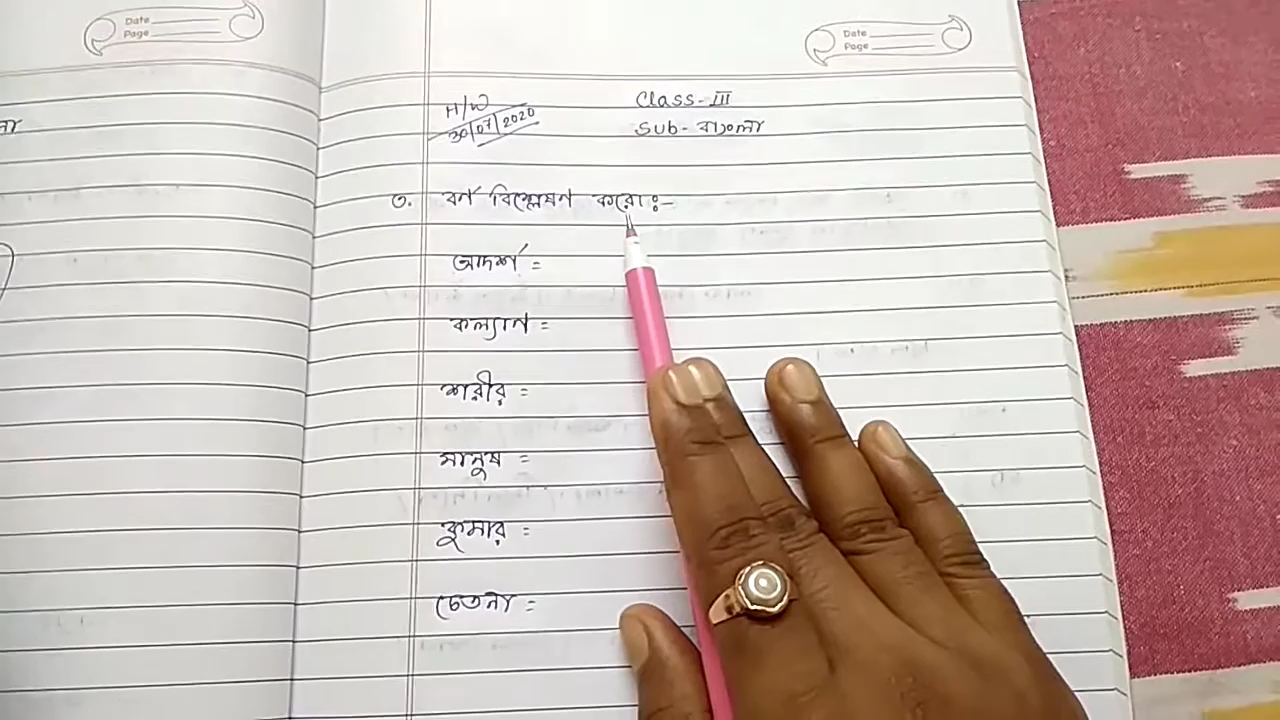 Date
Page
Date
Page
না
H/W
30/07/2020
Class-III
Sub- বাংলা
৩. বর্ণ বিশ্লেষণ করোঃ-
আদর্শ =
কল্যাণ =
শরীর =
মানুষ =
কুমার =
চেতনা =